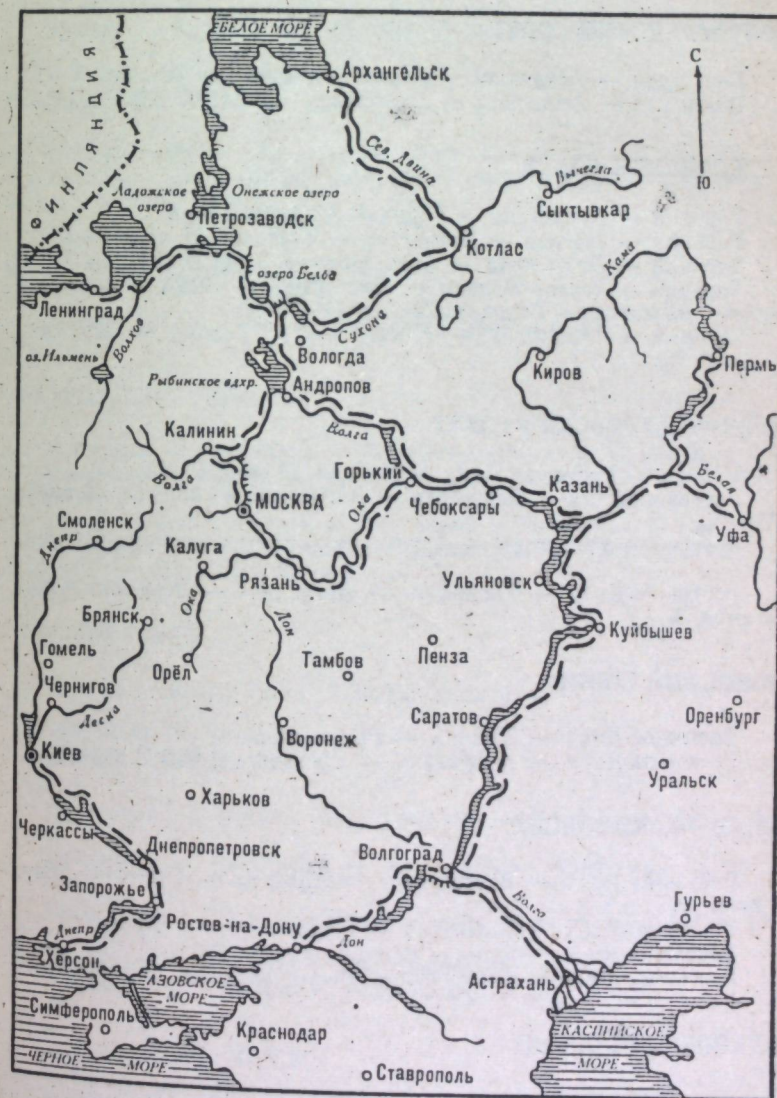 БЕЛОЕ МОРЕ
Архангельск
С
Ю
ФИНЛЯНДИЯ
Сев. Двина
Вычегда
Ладожское
озеро
Онежское озеро
Петрозаводск
Сыктывкар
Котлас
Кама
озеро Белое
Ленинград
Волхов
Сухона
оз. Ильмень
Вологда
Киров
Пермь
Рыбинское вдхр.
Андропов
Калинин
Волга
Волга
Горький
Казань
Белая
МОСКВА
Ока
Чебоксары
Уфа
Смоленск
Днепр
Калуга
Рязань
Ульяновск
Ока
Дон
Брянск
Куйбышев
Гомель
Орёл
Тамбов
Пенза
Чернигов
Десна
Саратов
Оренбург
Воронеж
Киев
Уральск
Харьков
Черкассы
Днепропетровск
Волгоград
Запорожье
Волга
Гурьев
Ростов-на-Дону
Днепр
Дон
Херсон
Астрахань
АЗОВСКОЕ
МОРЕ
Симферополь
Краснодар
КАСПИЙСКОЕ
МОРЕ
ЧЕРНОЕ МОРЕ
Ставрополь